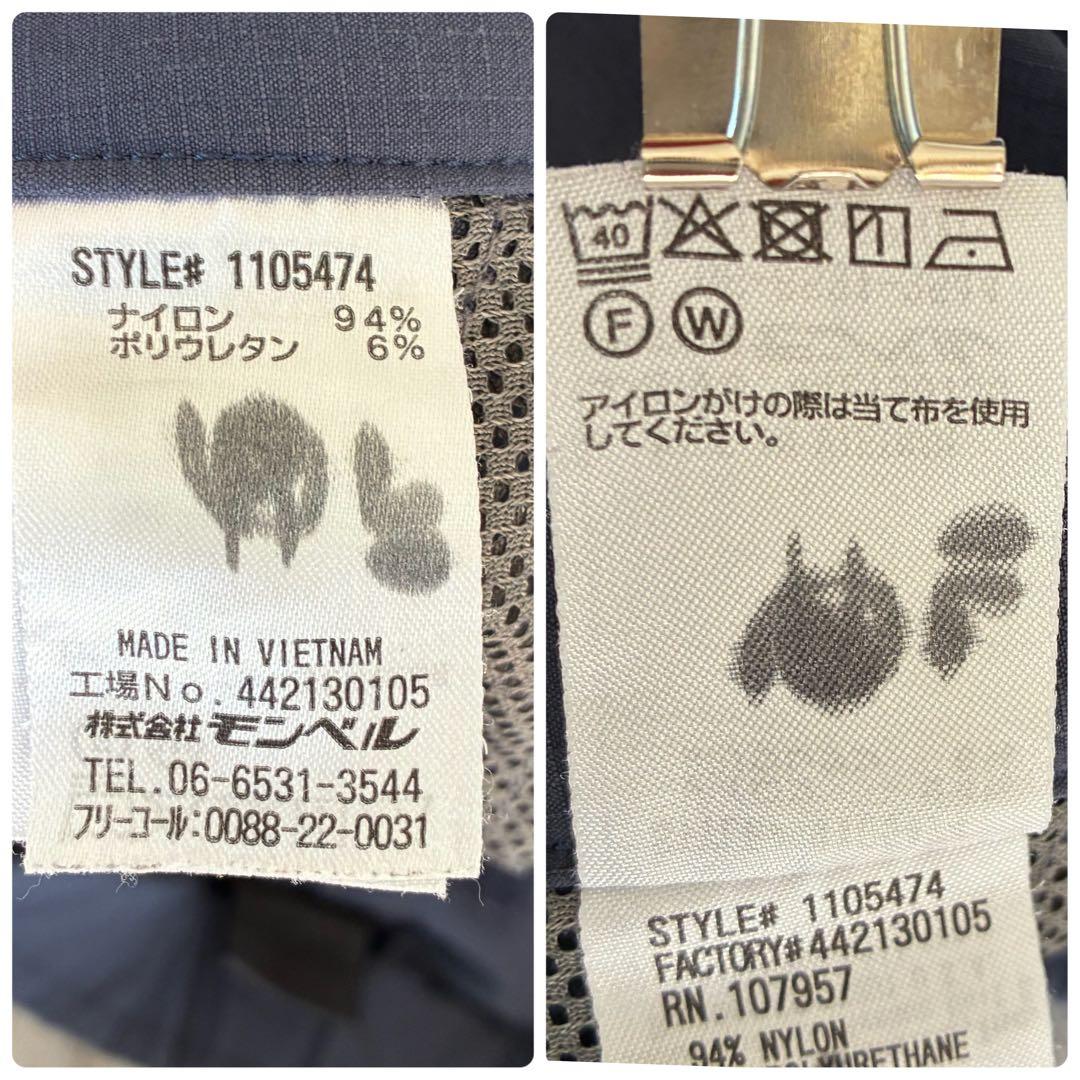 STYLE# 1105474
ナイロン 94%
ポリウレタン 6%
MADE IN VIETNAM
工場No.442130105
株式会社モンベル
TEL.06-6531-3544
フリーコール:0088-22-0031
40
F W
アイロンがけの際は当て布を使用
してください。
STYLE# 1105474
FACTORY#442130105
RN.107957
94% NYLON
POLYURETHANE